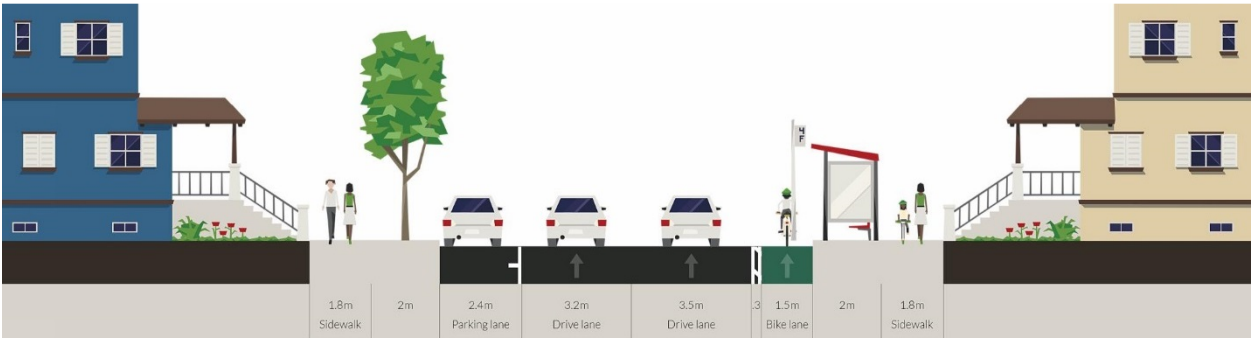 4
F
1.8m
Sidewalk
2m
2.4m
Parking lane
3.2m
Drive lane
3.5m
Drive lane
.3
1.5m
Bike lane
2m
1.8m
Sidewalk